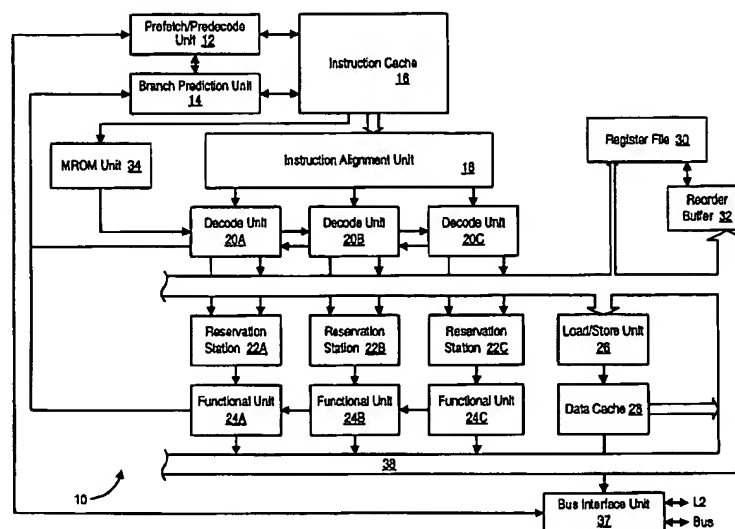 Prefetch/Predecode
Unit 12
Instruction Cache
16
Branch Prediction Unit
14
MROM Unit 34
Instruction Alignment Unit
18
Register File 30
Reorder
Buffer 32
Decode Unit
20A
Decode Unit
20B
Decode Unit
20C
Reservation
Station 22A
Reservation
Station 22B
Reservation
Station 22C
Load/Store Unit
26
Functional Unit
24A
Functional Unit
24B
Functional Unit
24C
Data Cache 28
38
10
Bus Interface Unit
37
L2
Bus